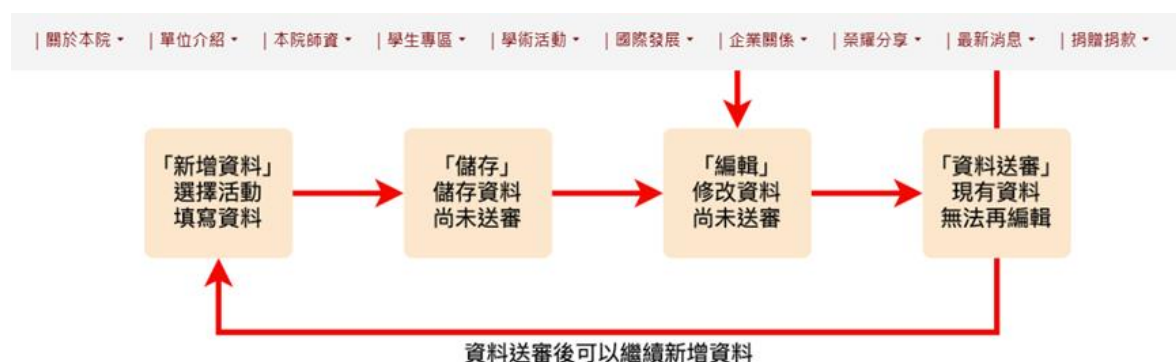 |關於本院 |單位介紹 |本院師資 |學生專區 |學術活動 |國際發展 |企業關係 |榮耀分享 |最新消息 |捐贈捐款
「新增資料」
選擇活動
填寫資料
「儲存」
儲存資料
尚未送審
「編輯」
修改資料
尚未送審
「資料送審」
現有資料
無法再編輯
資料送審後可以繼續新增資料